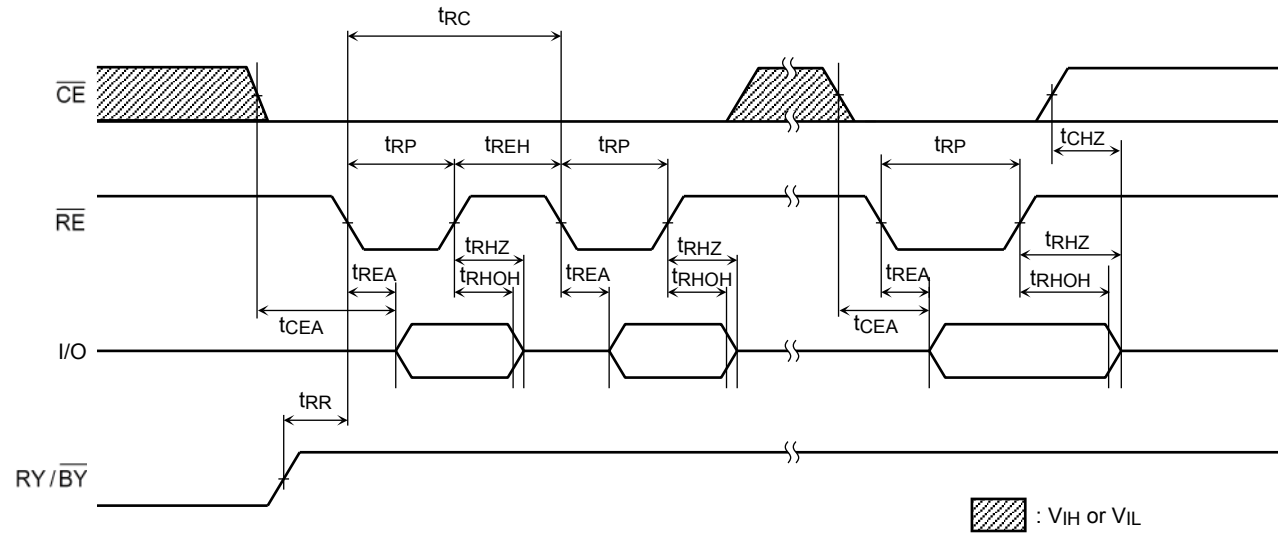 tRC
CE
tRP tREH tRP tRP tCHZ
RE
tRHZ tRHZ tRHZ
tREA tRHOH tREA tRHOH tREA tRHOH
tCEA tCEA
I/O
tRR
RY/BY
: VIH or VIL